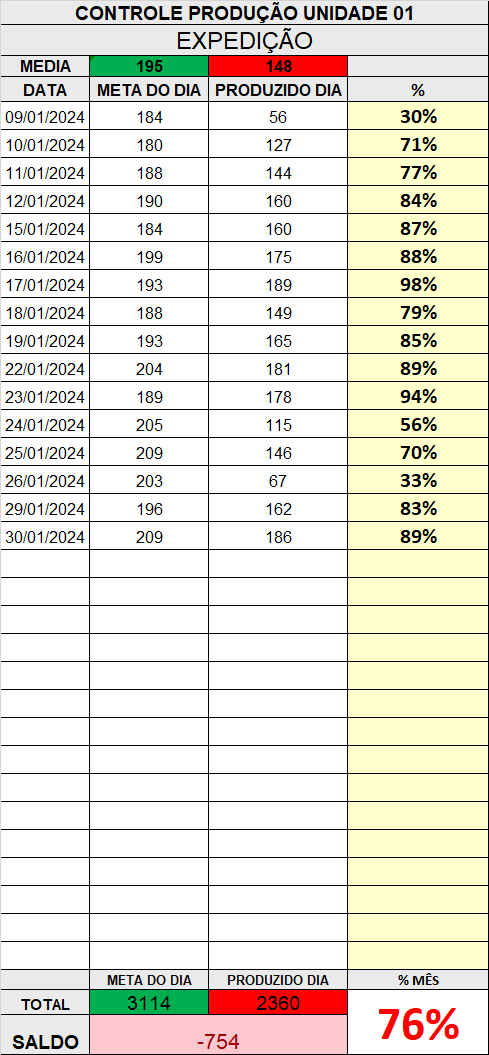 CONTROLE PRODUÇÃO UNIDADE 01
EXPEDIÇÃO
MEDIA 195 148
DATA META DO DIA PRODUZIDO DIA %
09/01/2024 184 56 30%
10/01/2024 180 127 71%
11/01/2024 188 144 77%
12/01/2024 190 160 84%
15/01/2024 184 160 87%
16/01/2024 199 175 88%
17/01/2024 193 189 98%
18/01/2024 188 149 79%
19/01/2024 193 165 85%
22/01/2024 204 181 89%
23/01/2024 189 178 94%
24/01/2024 205 115 56%
25/01/2024 209 146 70%
26/01/2024 203 67 33%
29/01/2024 196 162 83%
30/01/2024 209 186 89%
META DO DIA PRODUZIDO DIA % MÊS
TOTAL 3114 2360
76%
SALDO -754